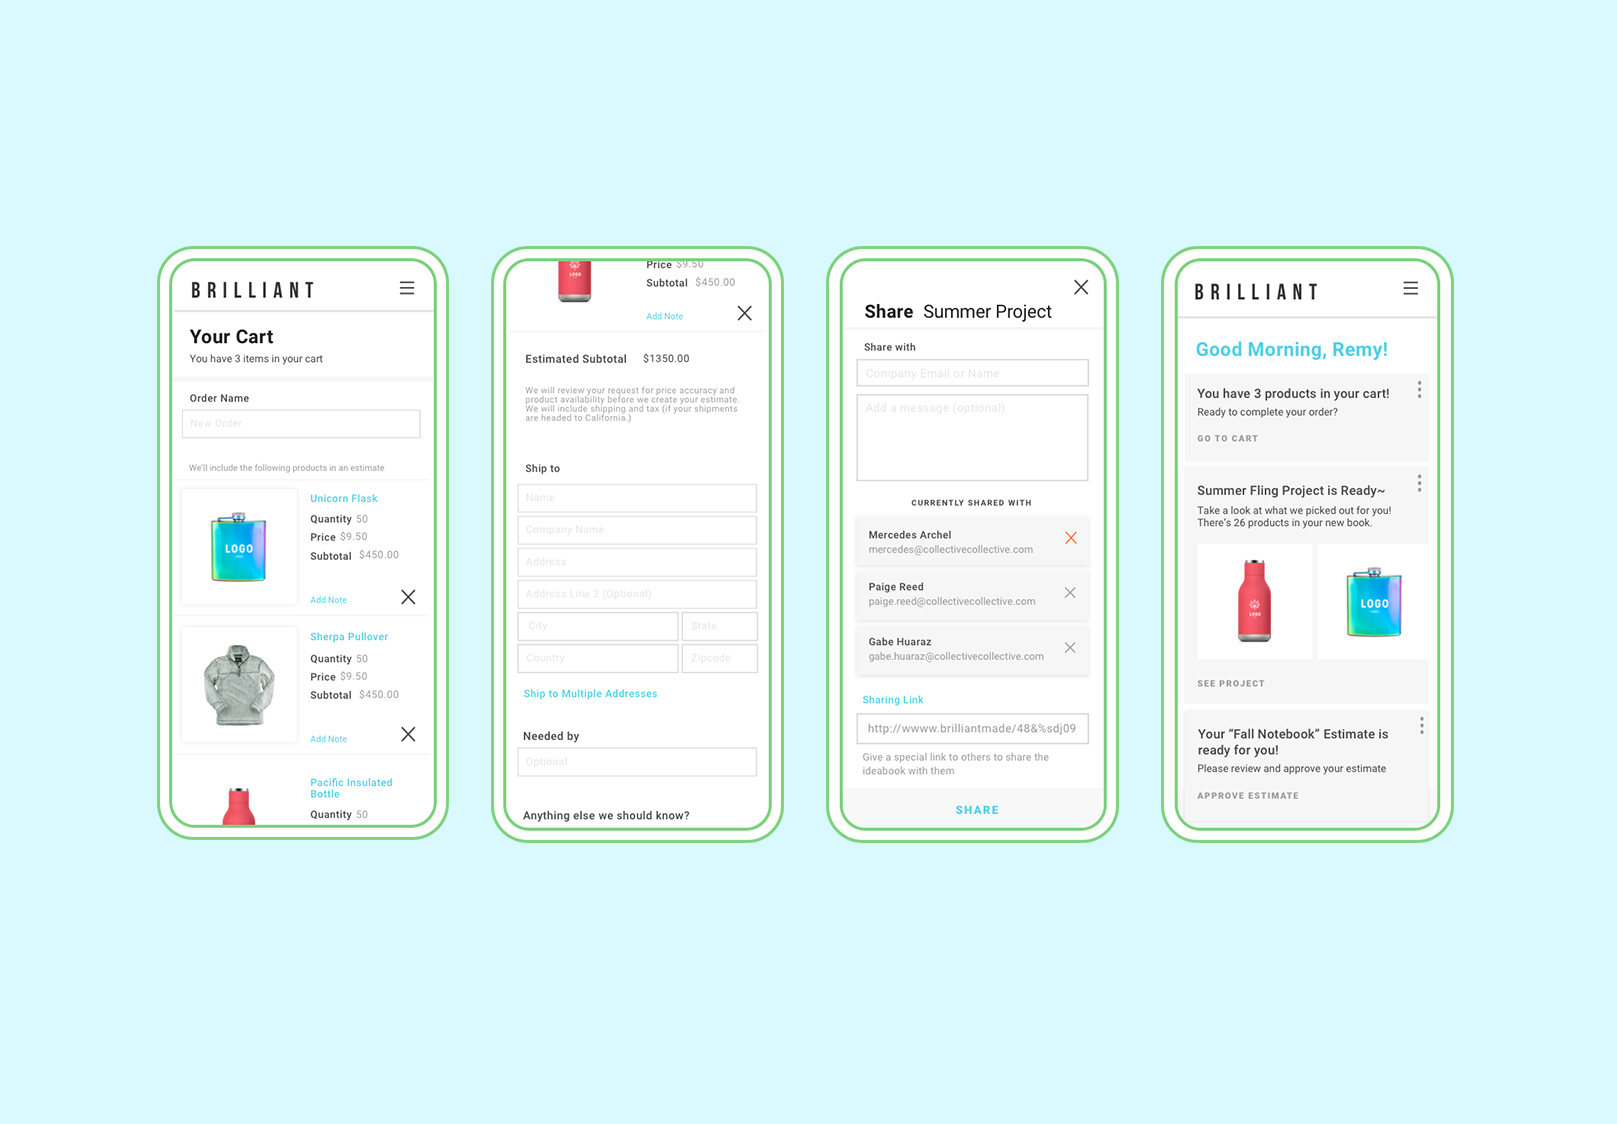 BRILLIANT
Your Cart
You have 3 items in your cart
Order Name
New Order
We'll include the following products in an estimate
LOGO
Unicorn Flask
Quantity 50
Price $9.50
Subtotal $450.00
Add Note
Sherpa Pullover
Quantity 50
Price $9.50
Subtotal $450.00
Add Note
Pacific Insulated
Bottle
Quantity 50
LOGO
Price $9.50
Subtotal $450.00
Add Note
Estimated Subtotal $1350.00
We will review your request for price accuracy and
product availability before we create your estimate.
We will include shipping and tax (if your shipments
are headed to California.)
Ship to
Name
Company Name
Address
Address Line 2 (Optional)
City State
Country Zipcode
Ship to Multiple Addresses
Needed by
Optional
Anything else we should know?
Share Summer Project
Share with
Company Email or Name
Add a message (optional)
CURRENTLY SHARED WITH
Mercedes Archel
mercedes@collectivecollective.com
Paige Reed
paige.reed@collectivecollective.com
Gabe Huaraz
gabe.huaraz@collectivecollective.com
Sharing Link
http://wwww.brilliantmade/48&%sdj09
Give a special link to others to share the
ideabook with them
SHARE
BRILLIANT
Good Morning, Remy!
You have 3 products in your cart!
Ready to complete your order?
GO TO CART
Summer Fling Project is Ready~
Take a look at what we picked out for you!
There's 26 products in your new book.
LOGO
LOGO
SEE PROJECT
Your “Fall Notebook” Estimate is
ready for you!
Please review and approve your estimate
APPROVE ESTIMATE